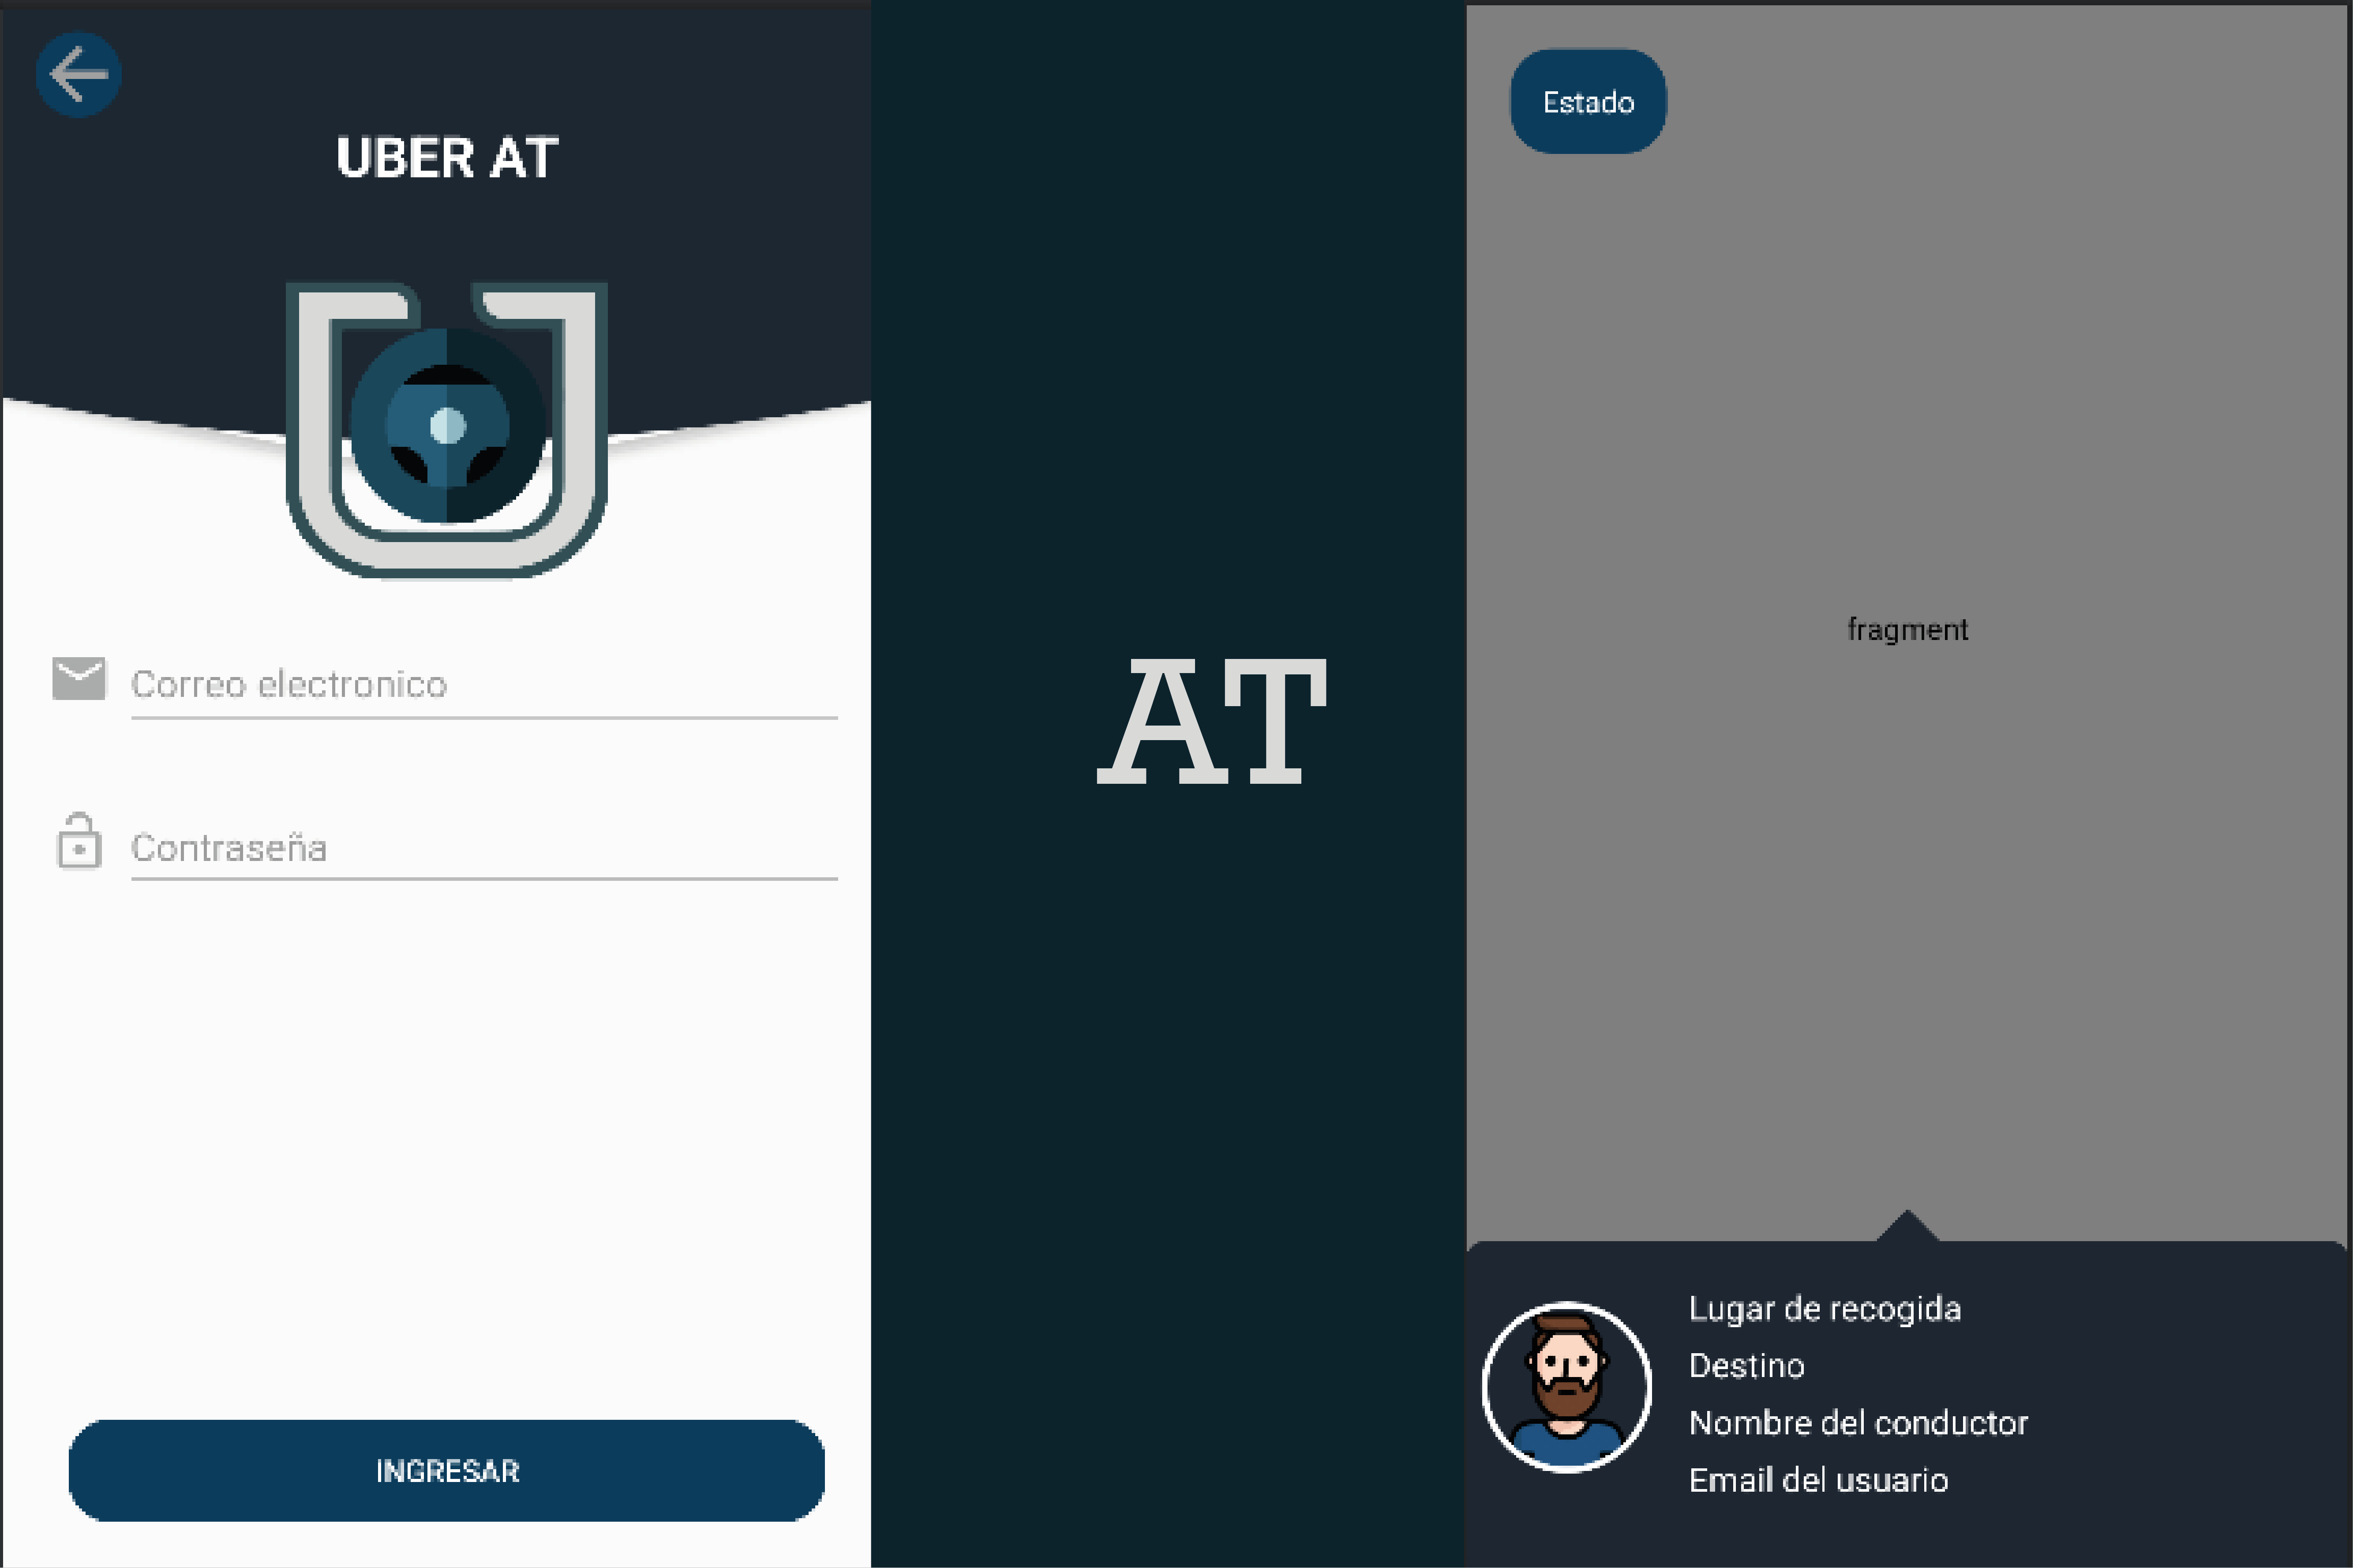 UBER AT
Correo electronico
Contraseña
INGRESAR
AT
Estado
fragment
Lugar de recogida
Destino
Nombre del conductor
Email del usuario